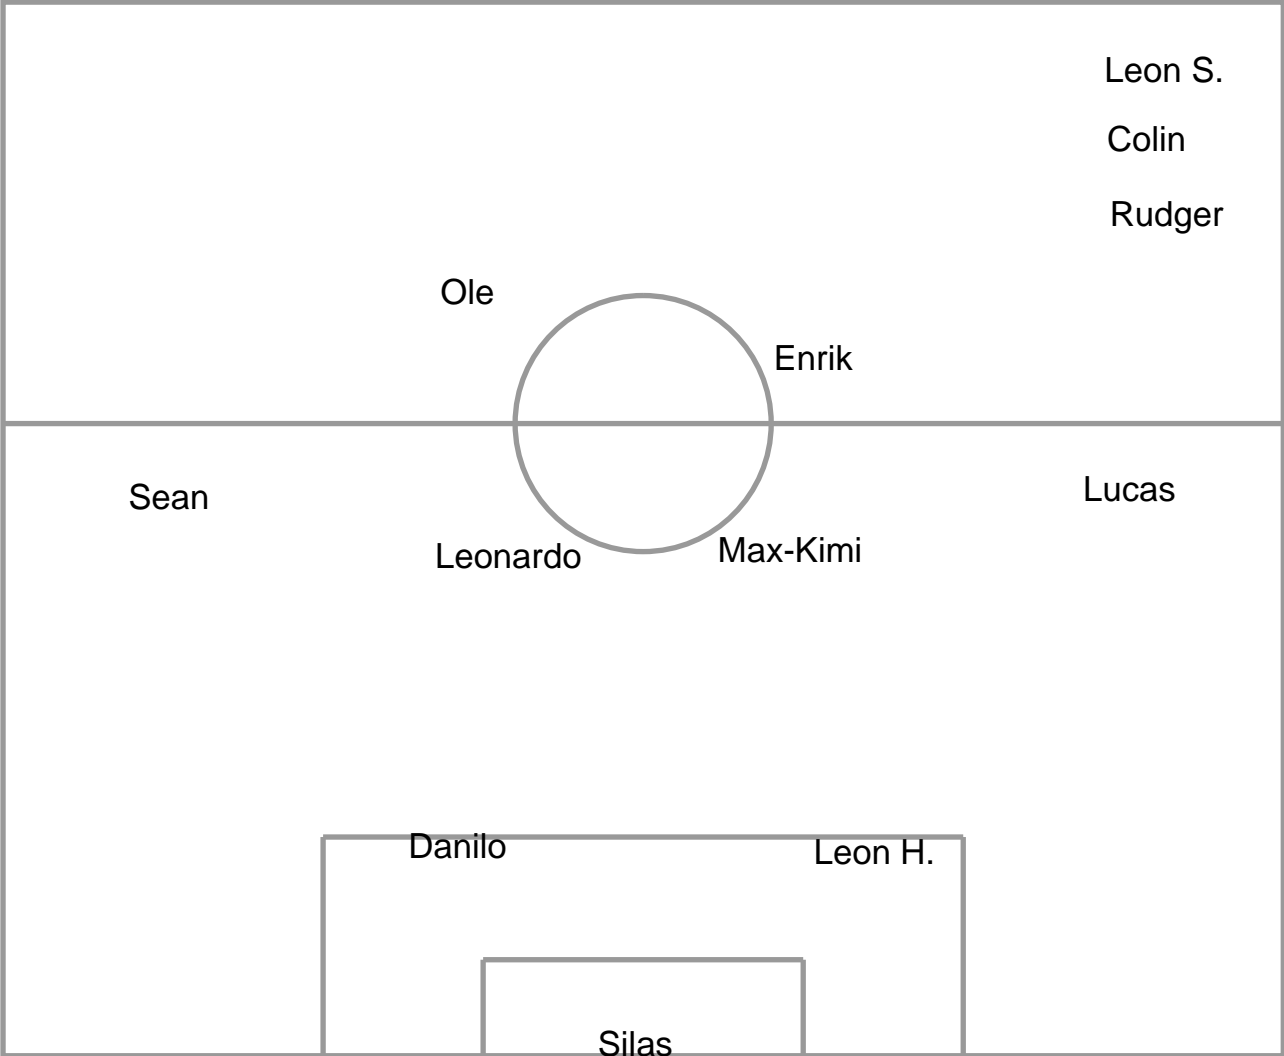 Leon S.
Colin
Rudger
Ole
Enrik
Sean
Lucas
Leonardo
Max-Kimi
Danilo
Leon H.
Silas